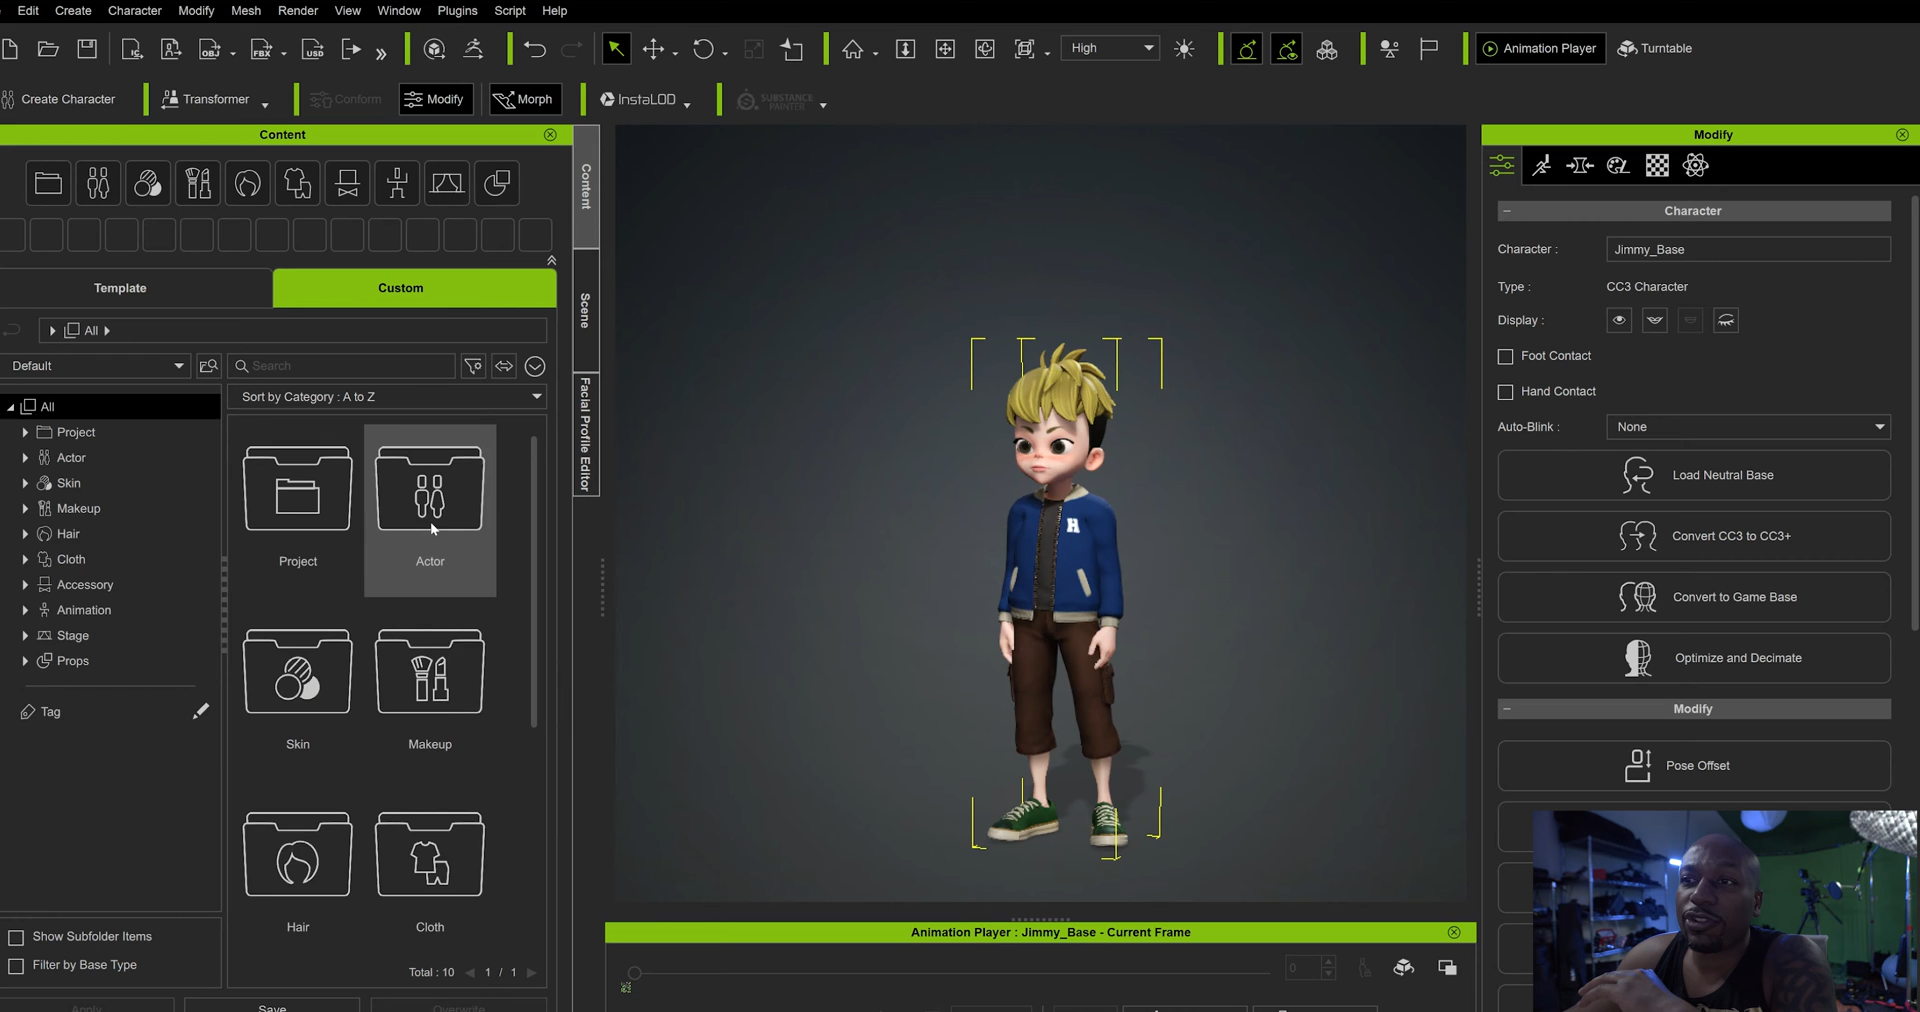 Edit Create Character Modify Mesh Render View Window Plugins Script Help
High Animation Player Turntable
Create Character Transformer Conform Modify Morph InstaLOD SUBSTANCE PAINTER
Content
Template Custom
All
Default Search
Sort by Category : A to Z
All
Project
Actor
Skin
Makeup
Hair
Cloth
Accessory
Animation
Stage
Props
Tag
Project Actor
Skin Makeup
Hair Cloth
Show Subfolder Items
Filter by Base Type
Total : 10 1 / 1
Apply Save Overwrite
Content
Scene
Facial Profile Editor
H
Animation Player : Jimmy_Base - Current Frame
0
Modify
Character
Character : Jimmy_Base
Type : CC3 Character
Display :
Foot Contact
Hand Contact
Auto-Blink : None
Load Neutral Base
Convert CC3 to CC3+
Convert to Game Base
Optimize and Decimate
Modify
Pose Offset